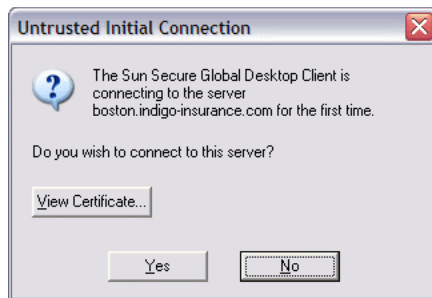 Untrusted Initial Connection
The Sun Secure Global Desktop Client is
connecting to the server
boston.indigo-insurance.com for the first time.
Do you wish to connect to this server?
View Certificate...
Yes No